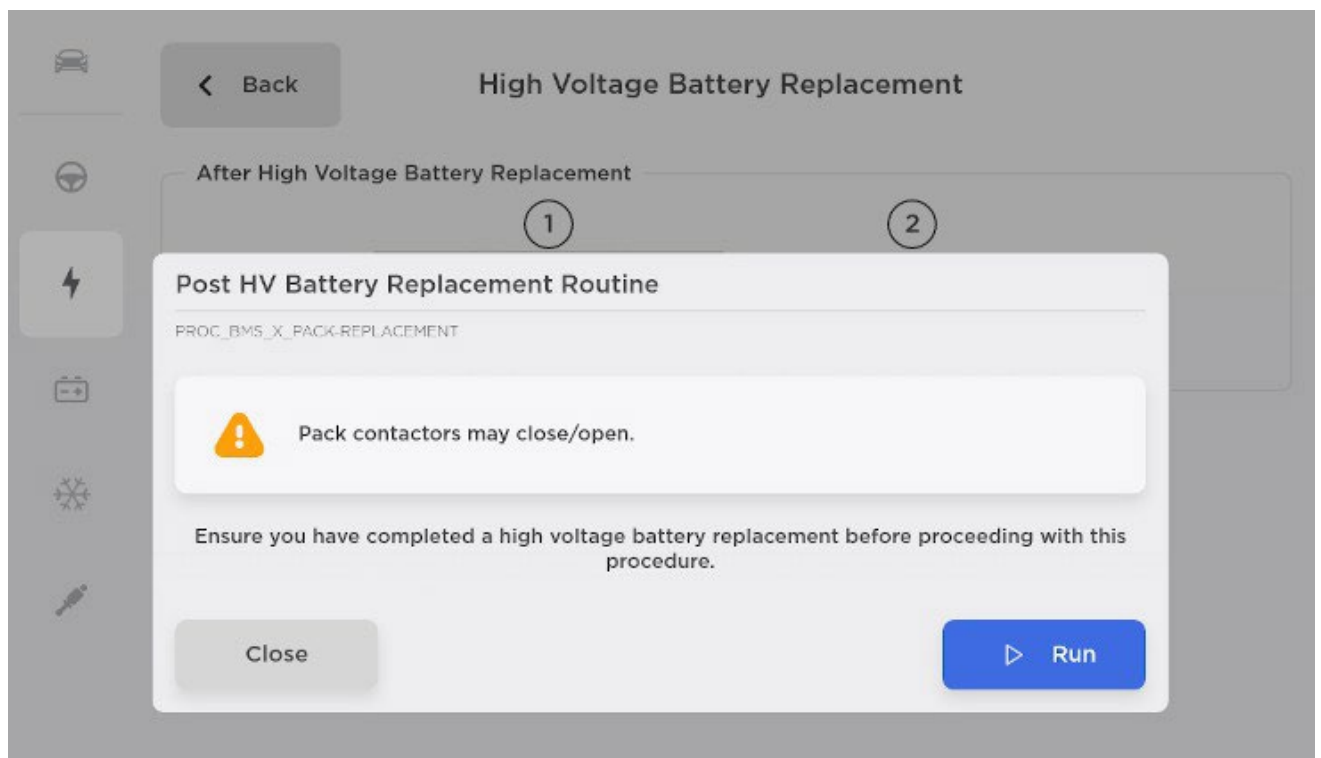 Back
High Voltage Battery Replacement
After High Voltage Battery Replacement
1
2
Post HV Battery Replacement Routine
PROC_BMS_X_PACK-REPLACEMENT
Pack contactors may close/open.
Ensure you have completed a high voltage battery replacement before proceeding with this
procedure.
Close
Run